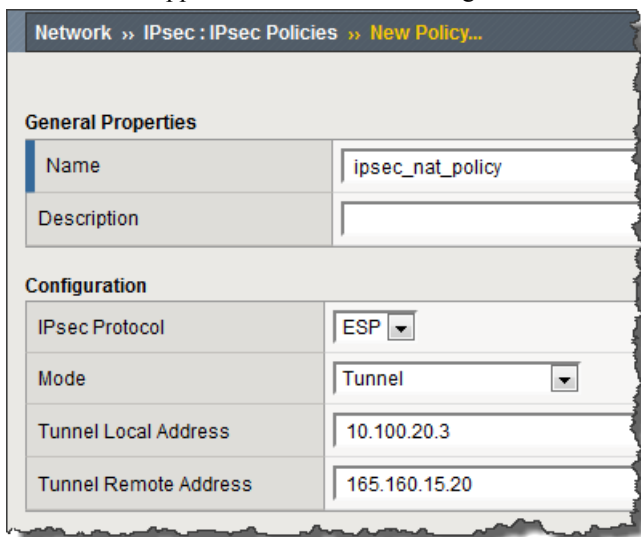 Network ›› IPsec : IPsec Policies ›› New Policy...
General Properties
Name ipsec_nat_policy
Description
Configuration
IPsec Protocol ESP
Mode Tunnel
Tunnel Local Address 10.100.20.3
Tunnel Remote Address 165.160.15.20